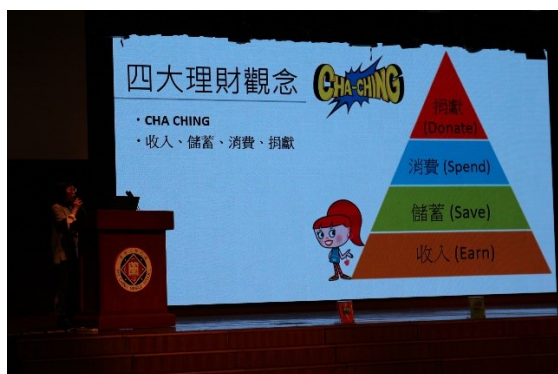 四大理財觀念
CHA-CHING
· CHA CHING
· 收入、儲蓄、消費、捐獻
捐獻
(Donate)
消費 (Spend)
儲蓄 (Save)
收入 (Earn)